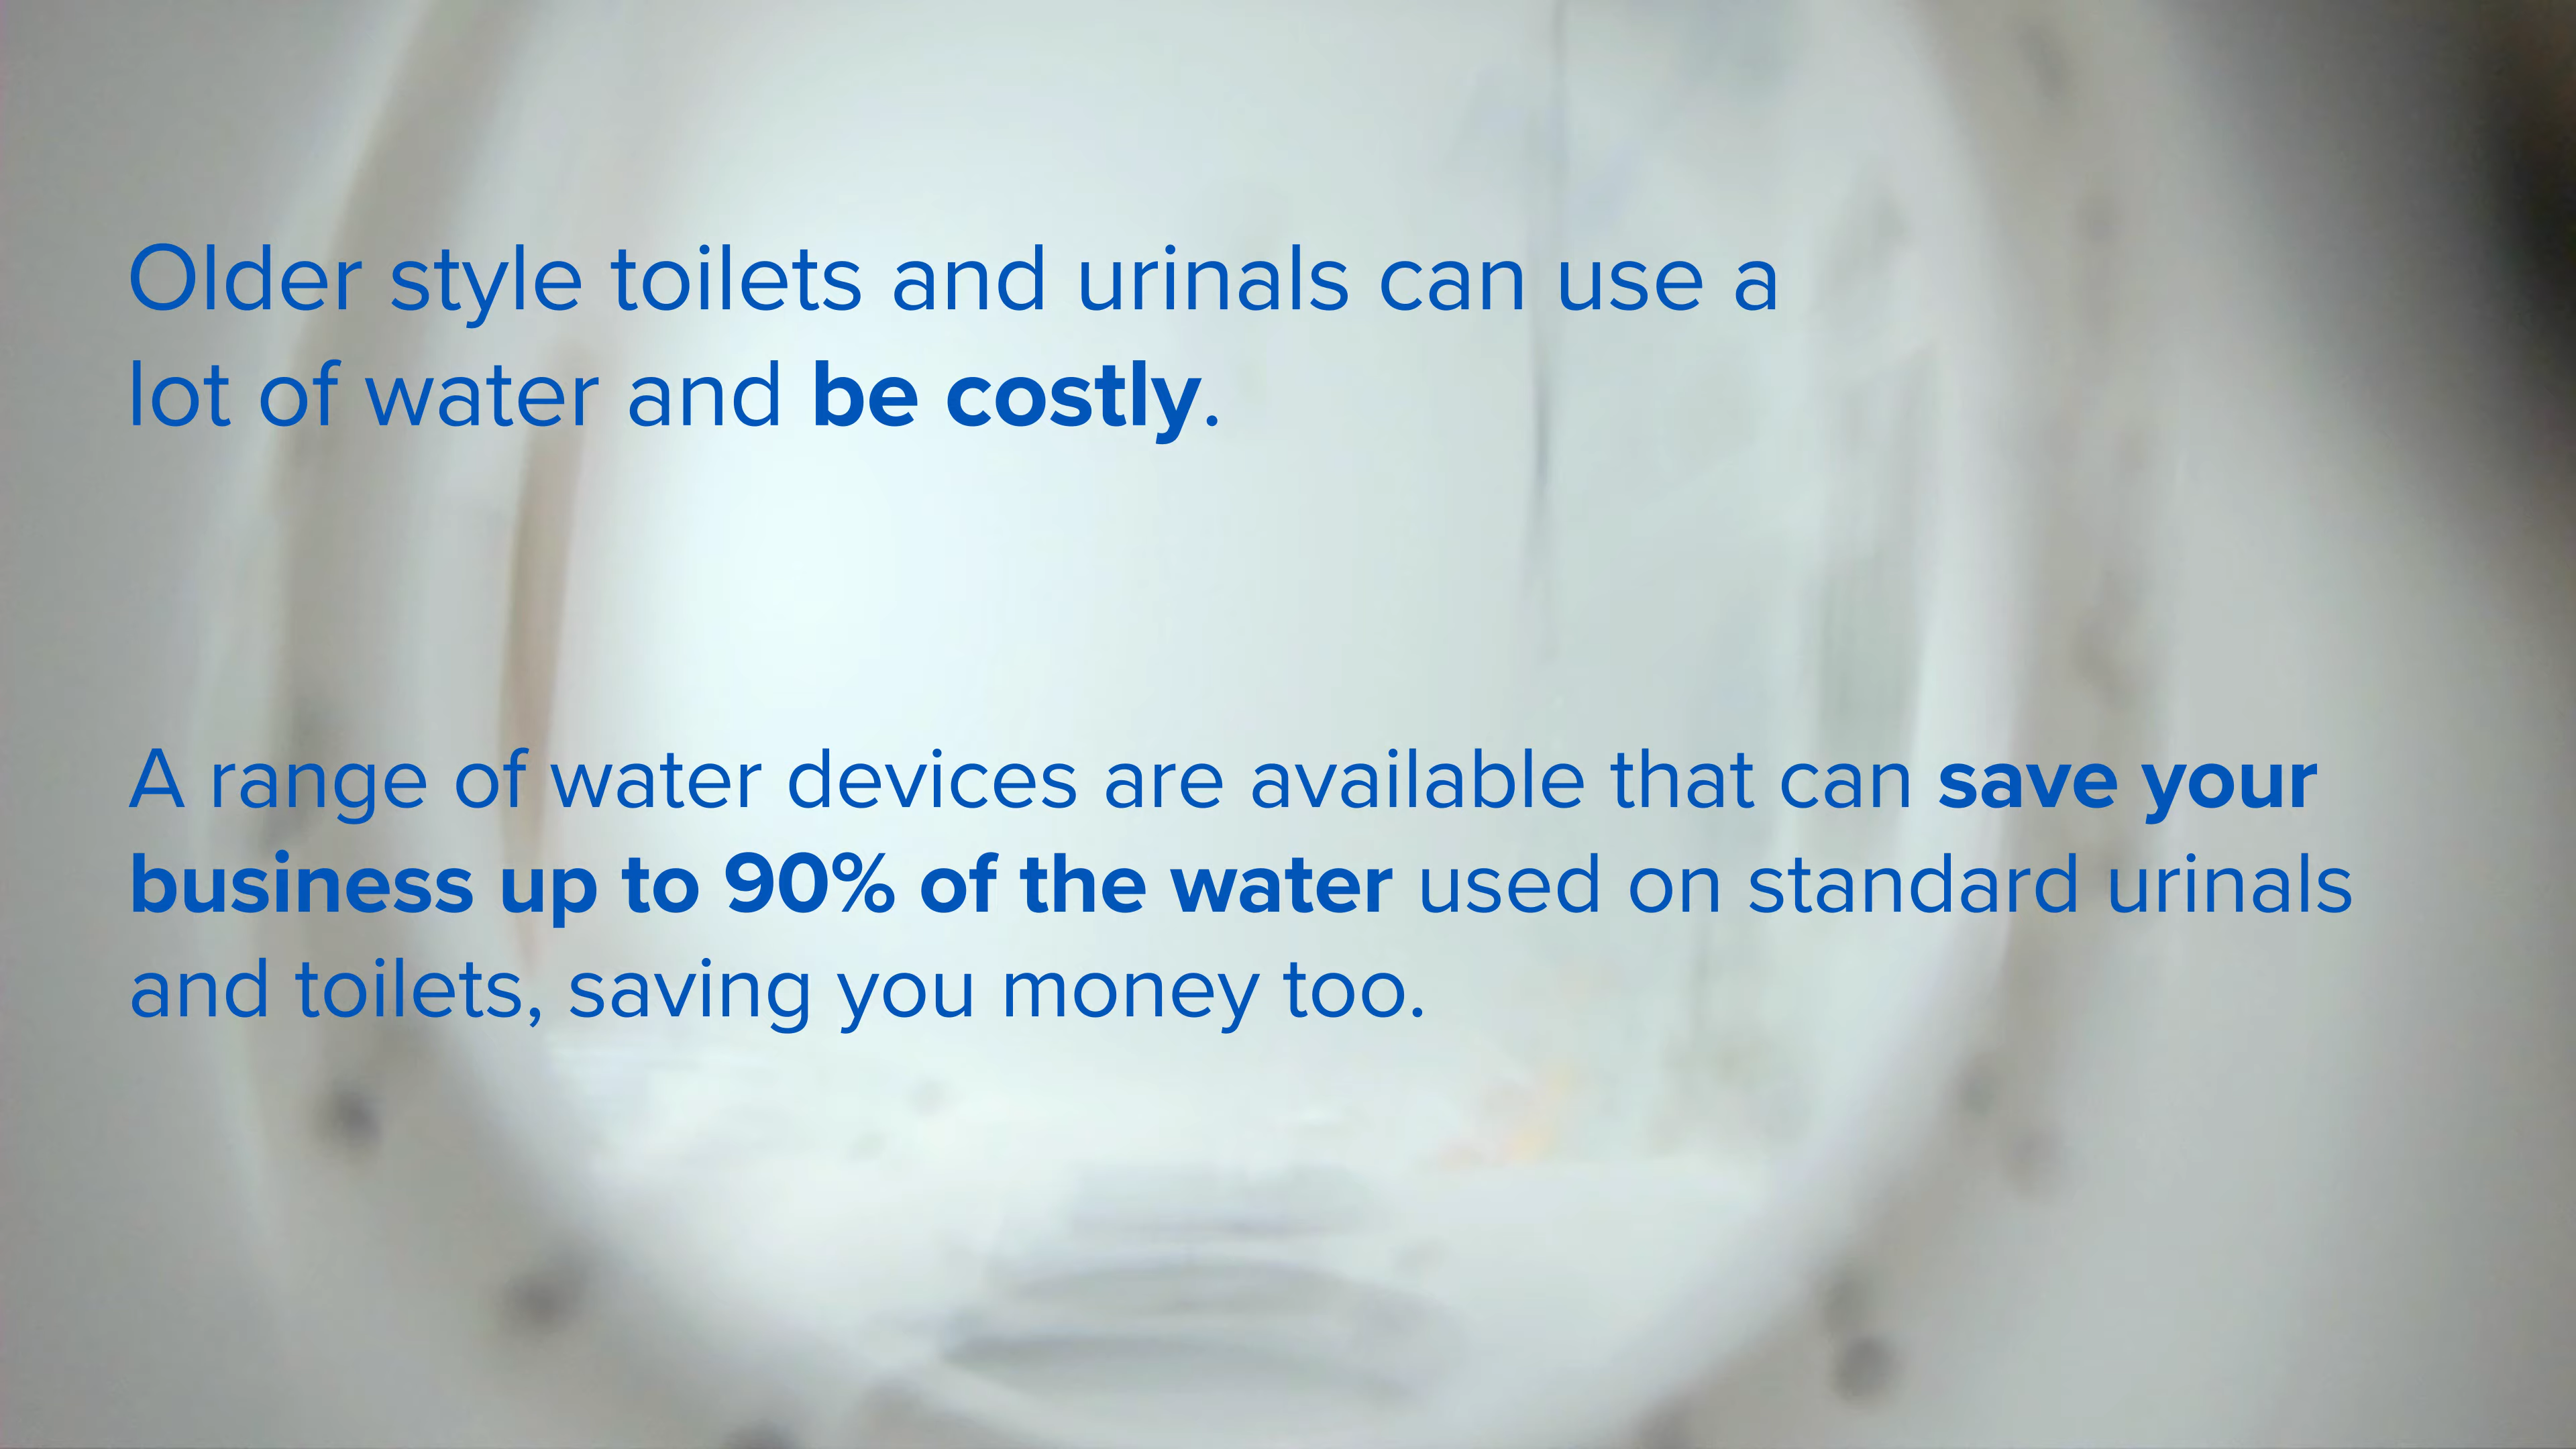 Older style toilets and urinals can use a
lot of water and be costly.
A range of water devices are available that can save your
business up to 90% of the water used on standard urinals
and toilets, saving you money too.